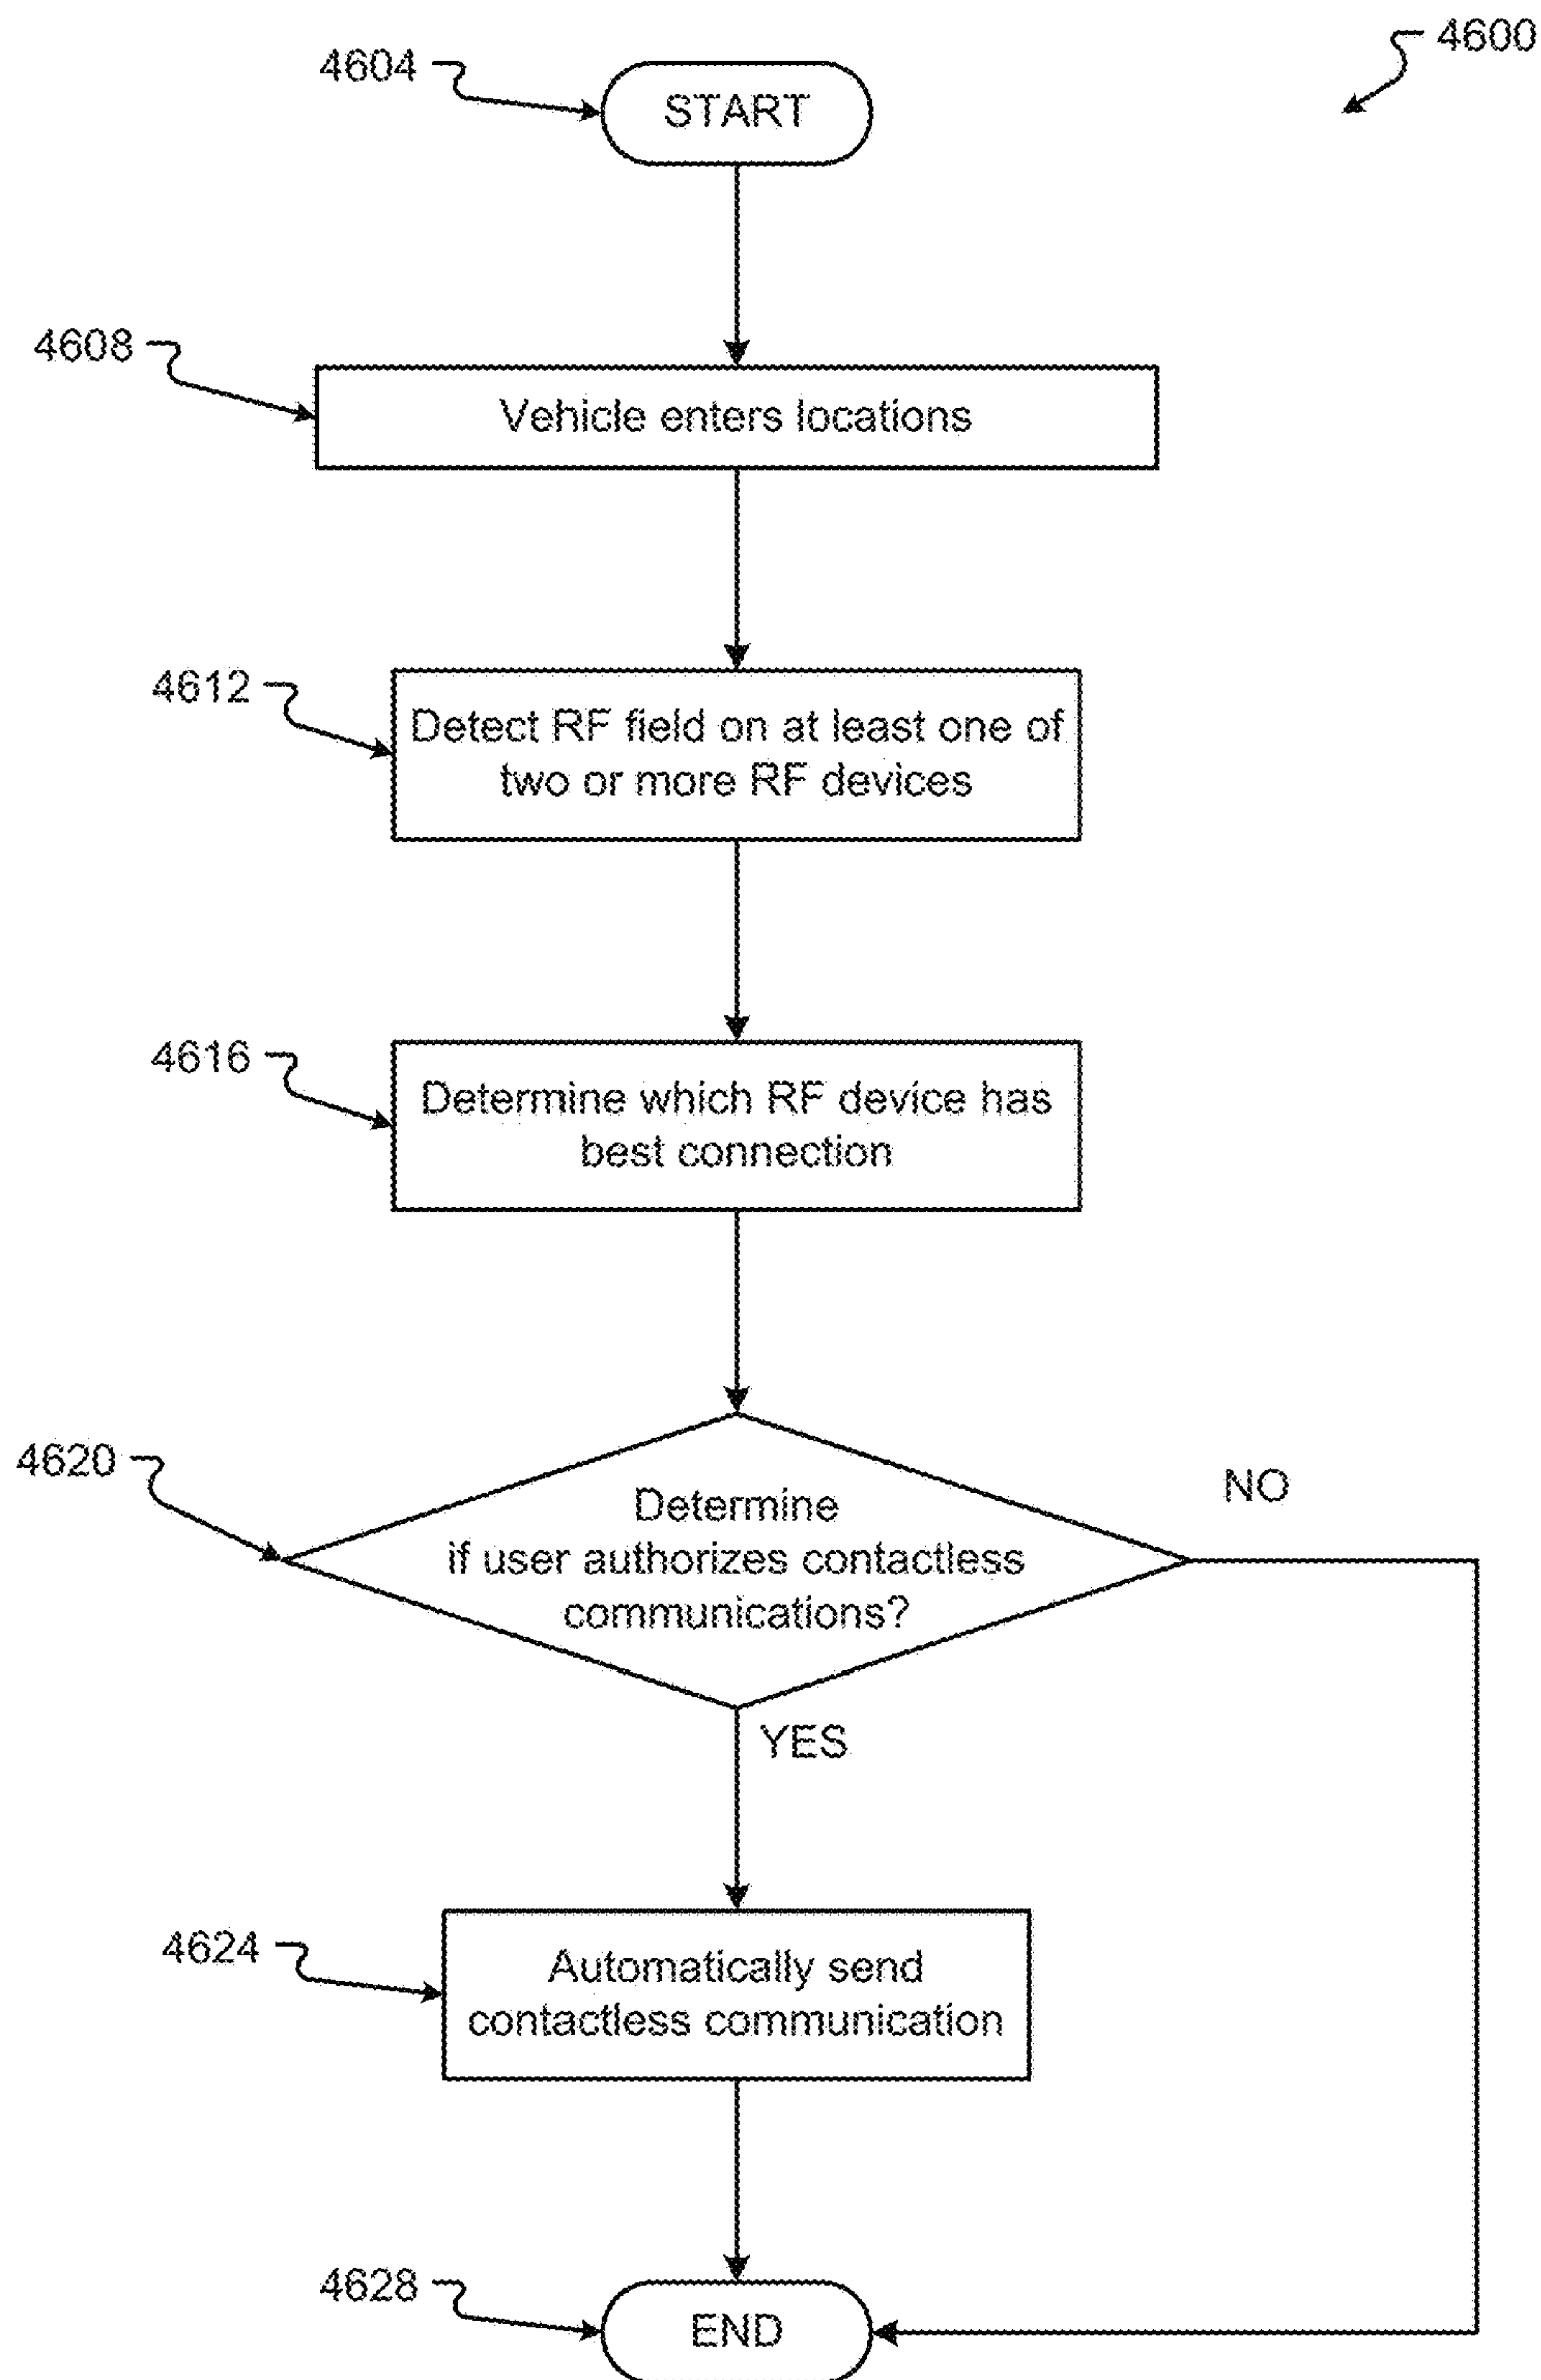 4600
4604
START
4608
Vehicle enters locations
4612
Detect RF field on at least one of
two or more RF devices
4616
Determine which RF device has
best connection
4620
Determine
if user authorizes contactless
communications?
NO
YES
4624
Automatically send
contactless communication
4628
END